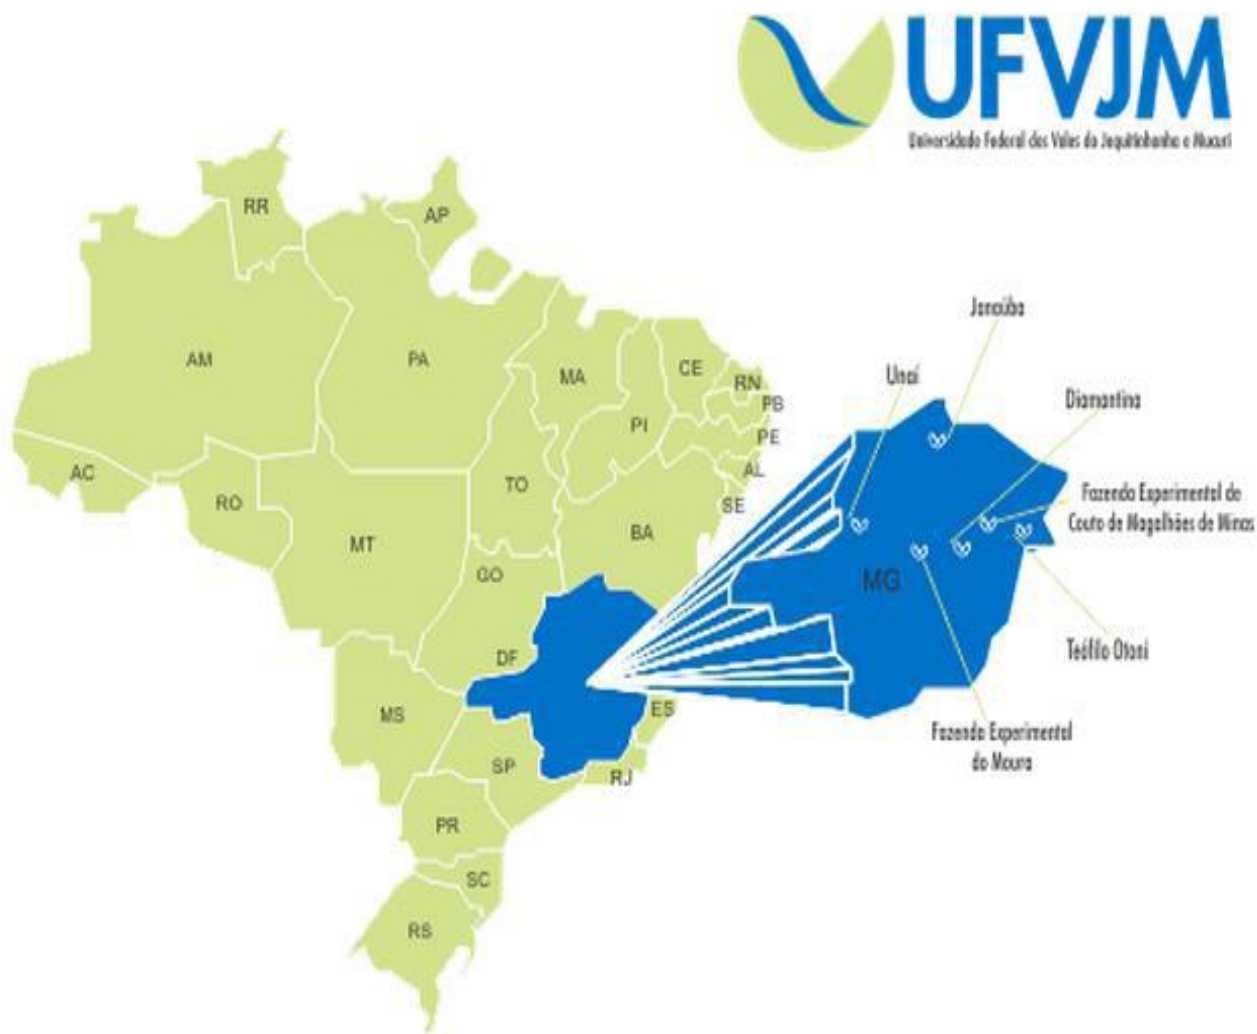 UFVJM
Universidade Federal dos Vales do Jequitinhonha e Mucuri
RR
AP
AM
PA
MA
CE
RN
PB
PE
AL
SE
PI
AC
RO
TO
BA
MT
GO
DF
MS
ES
SP
RJ
PR
SC
RS
Janaúba
Unaí
Diamantina
Fazenda Experimental de
Couto de Magalhães de Minas
MG
Teófilo Otoni
Fazenda Experimental
do Moura